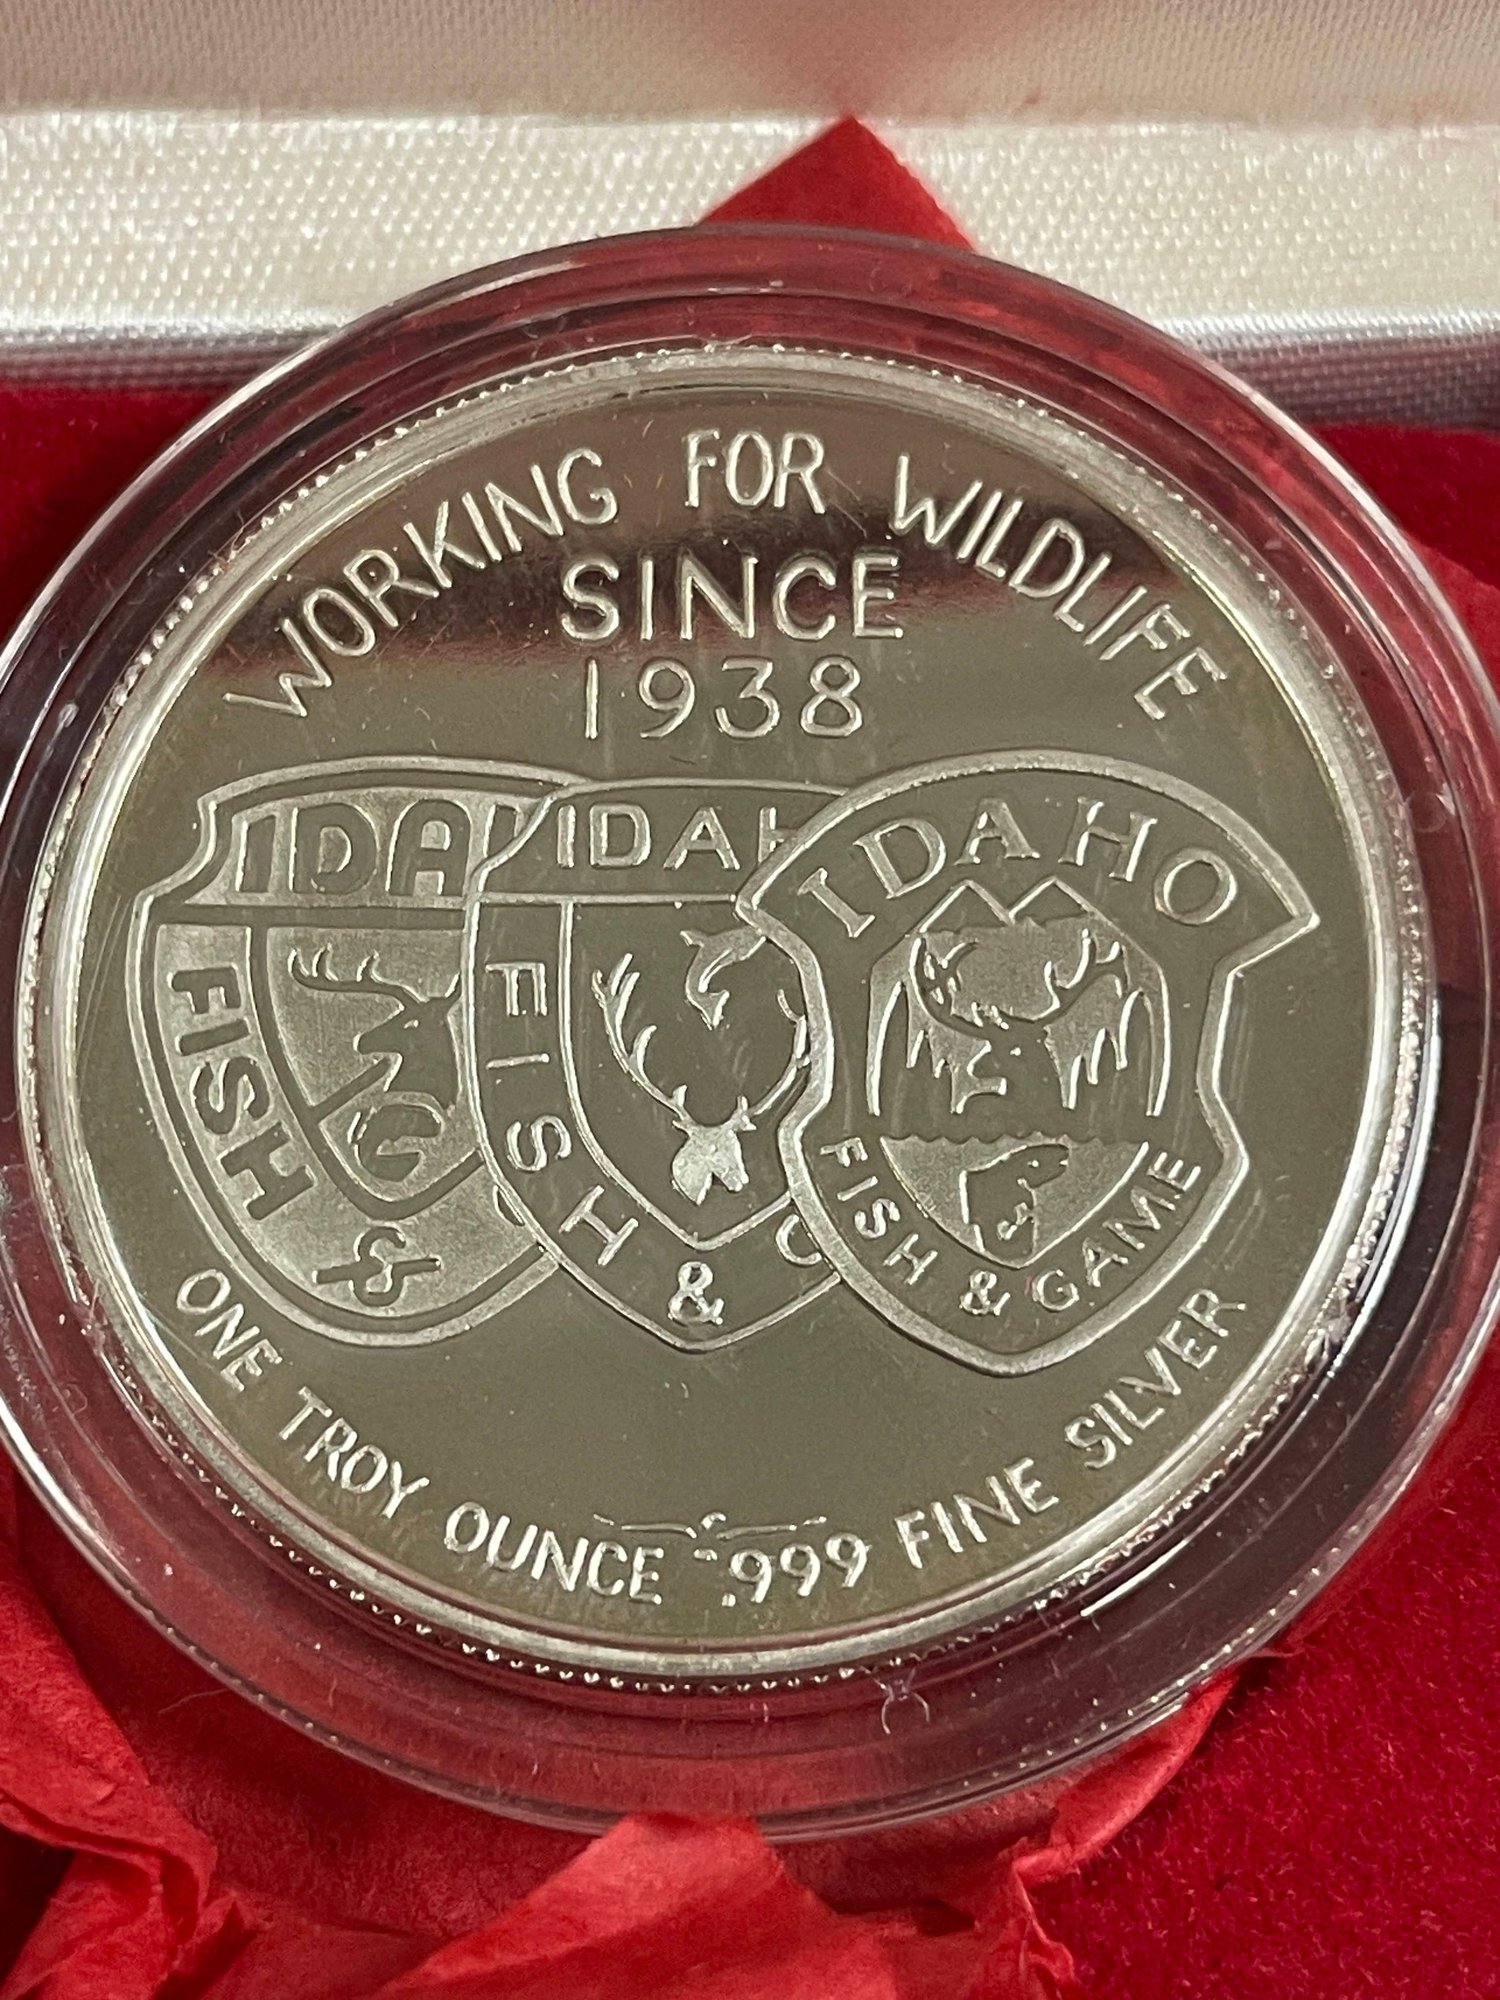 WORKING FOR WILDLIFE
SINCE
1938
IDA
FISH
G
&
IDAH
FISH & G
IDAHO
FISH & GAME
ONE TROY OUNCE .999 FINE SILVER